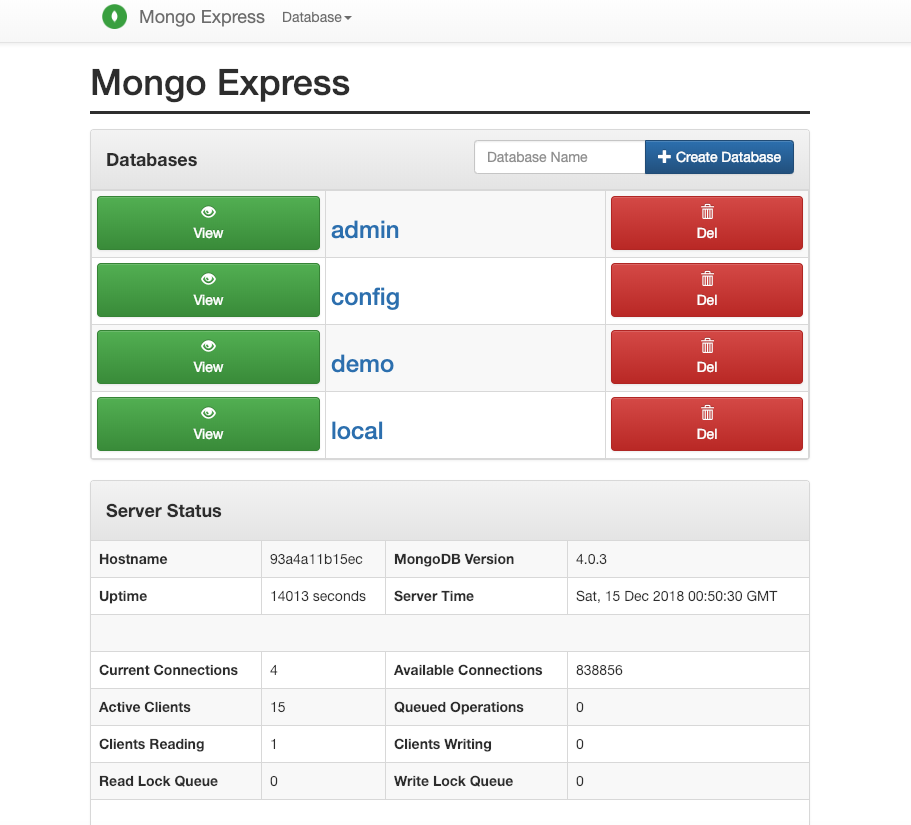 Mongo Express Database
Mongo Express
Databases Database Name Create Database
View admin Del
View config Del
View demo Del
View local Del
Server Status
Hostname 93a4a11b15ec MongoDB Version 4.0.3
Uptime 14013 seconds Server Time Sat, 15 Dec 2018 00:50:30 GMT
Current Connections 4 Available Connections 838856
Active Clients 15 Queued Operations 0
Clients Reading 1 Clients Writing 0
Read Lock Queue 0 Write Lock Queue 0